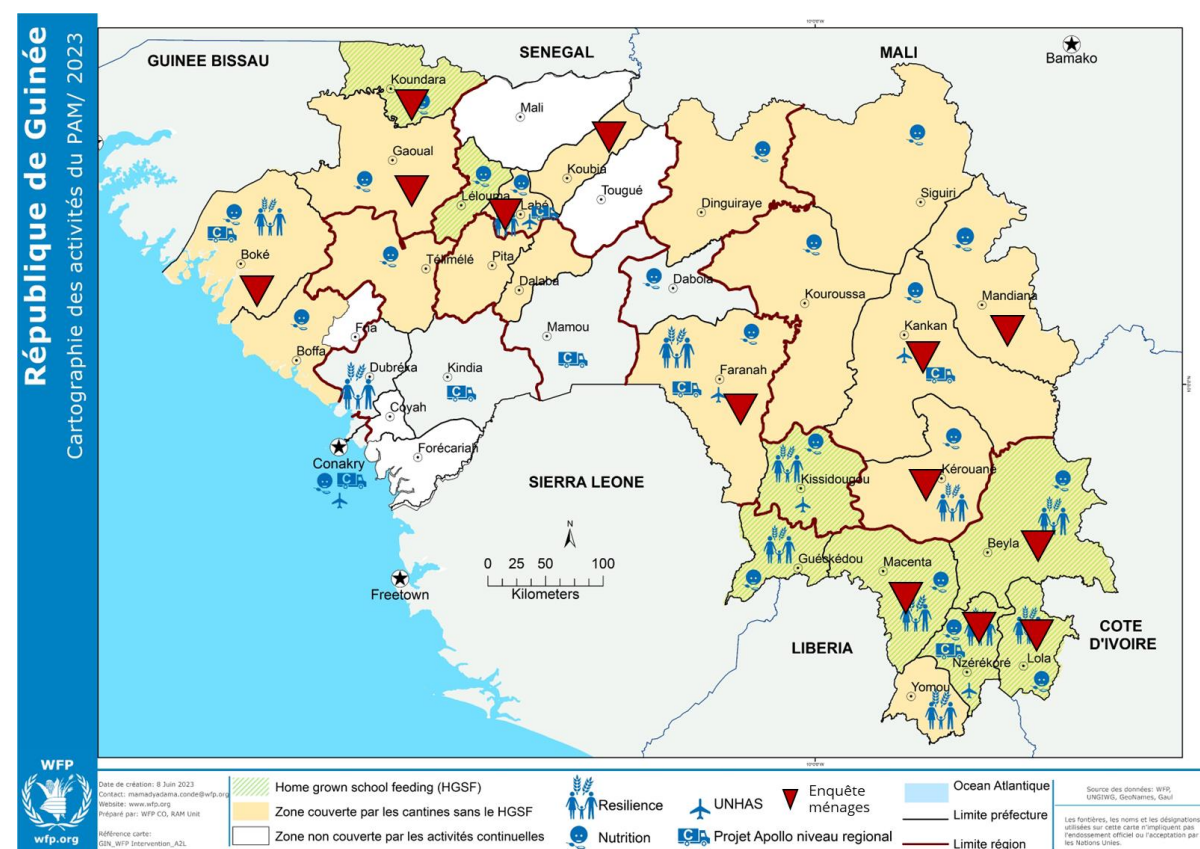 République de Guinée
Cartographie des activités du PAM/ 2023
10°0'0"W
GUINEE BISSAU
SENEGAL
MALI
Bamako
Koundara
Mali
Gaoual
Koubia
Tougué
Lélouma
Labé
Dinguiraye
Siguiri
Boké
Télimélé
Pita
Dalaba
Dabola
Kouroussa
Mandiana
Fria
Mamou
Kankan
Boffa
Dubréka
Kindia
Faranah
Coyah
Forécariah
Conakry
SIERRA LEONE
Kissidougou
Kérouané
N
0 25 50 100
Kilometers
Freetown
Guéckédou
Macenta
Beyla
LIBERIA
COTE
D'IVOIRE
Nzérékoré
Lola
Yomou
10°0'0"W
WFP
wfp.org
Date de création: 8 Juin 2023
Contact: mamadyadama.conde@wfp.org
Website: www.wfp.org
Préparé par: WFP CO, RAM Unit
Référence carte:
GIN_WFP Intervention_A2L
Home grown school feeding (HGSF)
Zone couverte par les cantines sans le HGSF
Zone non couverte par les activités continuelles
Resilience
Nutrition
UNHAS
C Projet Apollo niveau regional
Enquête
ménages
Ocean Atlantique
Limite préfecture
Limite région
Source des données: WFP,
UNGIWG, GeoNames, Gaul
Les fontières, les noms et les désignations
utilisées sur cette carte n'impliquent pas
l'endossement officiel ou l'acceptation par
les Nations Unies.